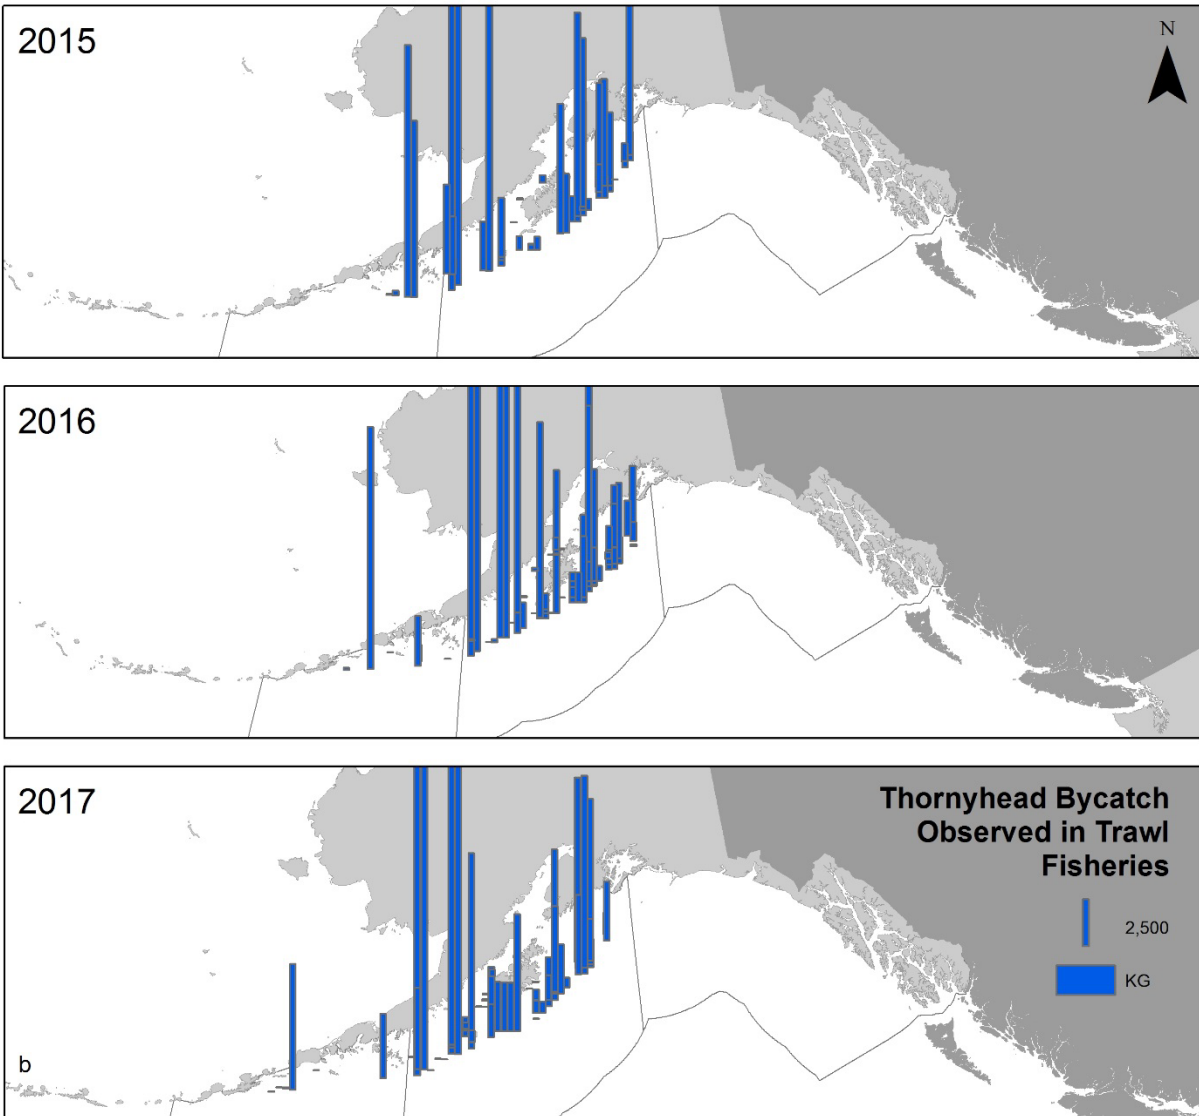 2015
N
2016
2017
Thornyhead Bycatch
Observed in Trawl
Fisheries
2,500
KG
b